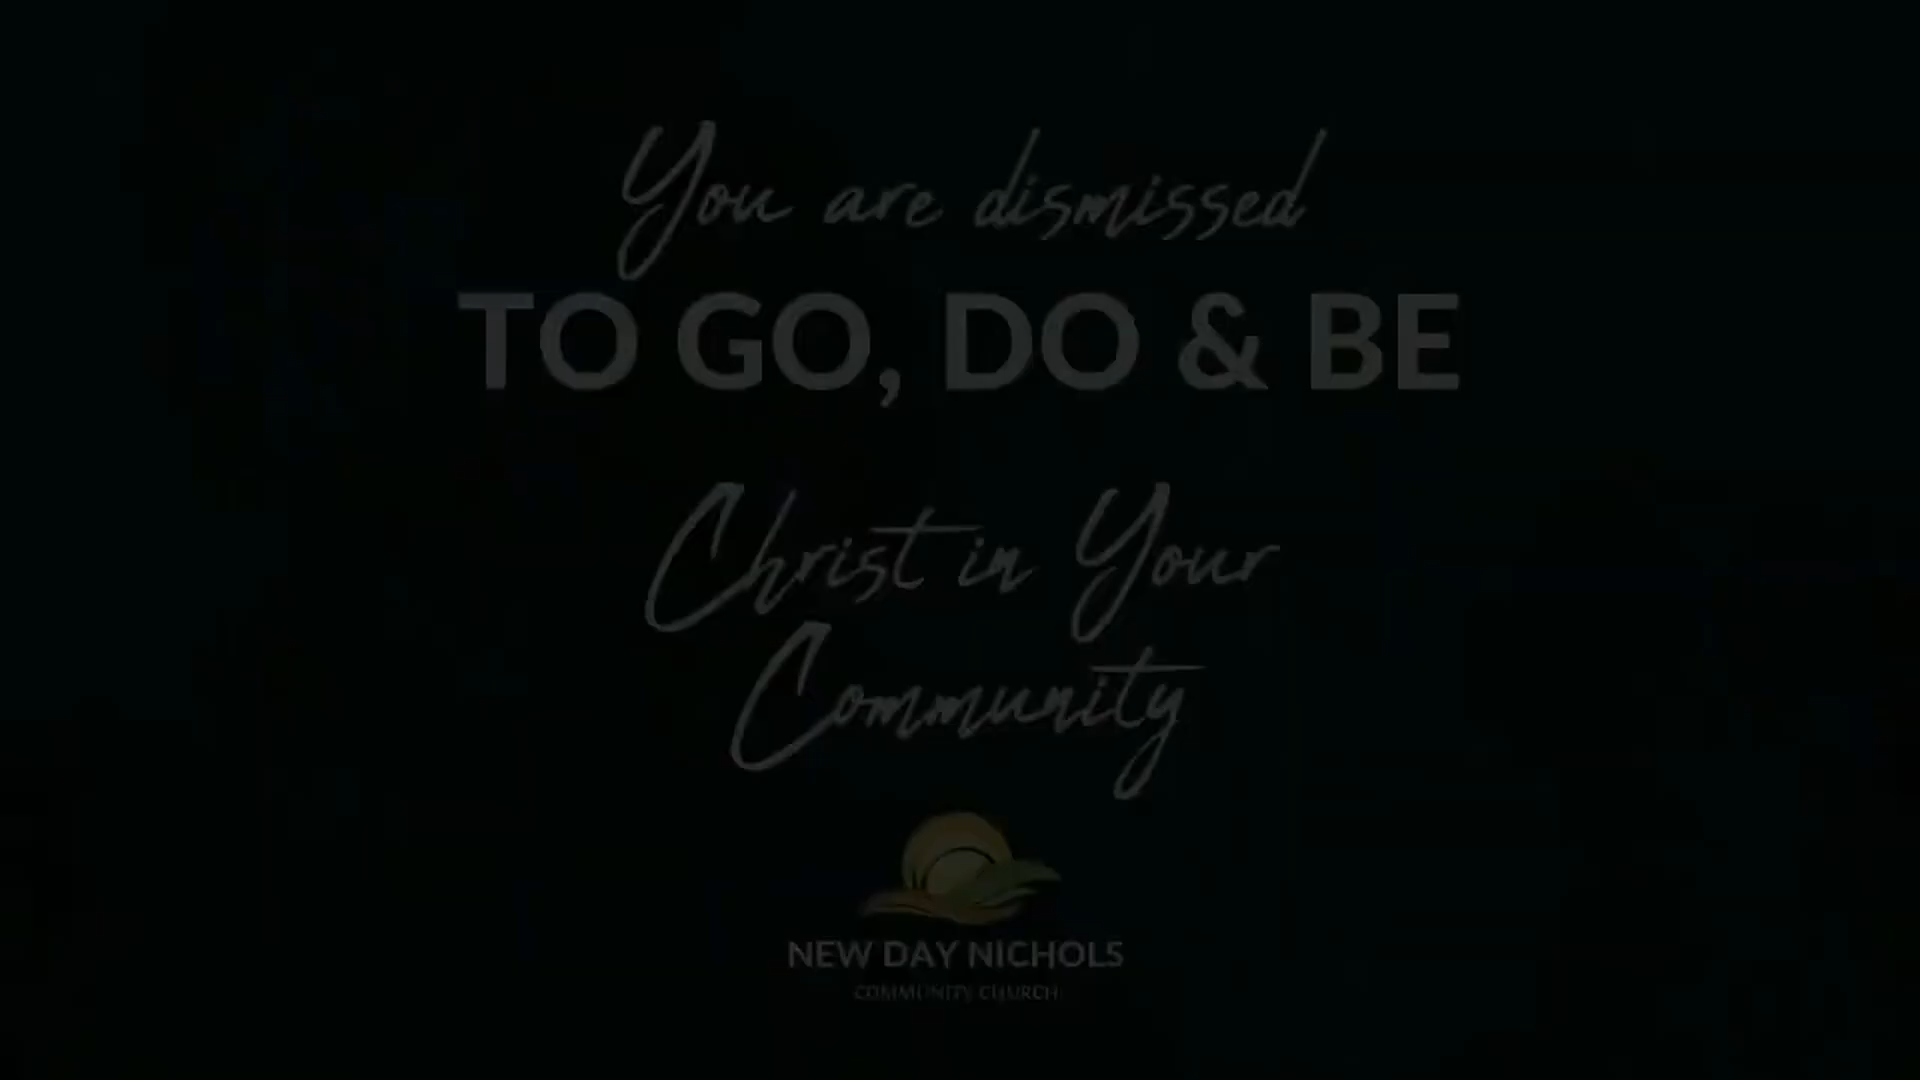 You are dismissed
TO GO, DO & BE
Christ in Your
Community
NEW DAY NICHOLS
COMMUNITY CHURCH